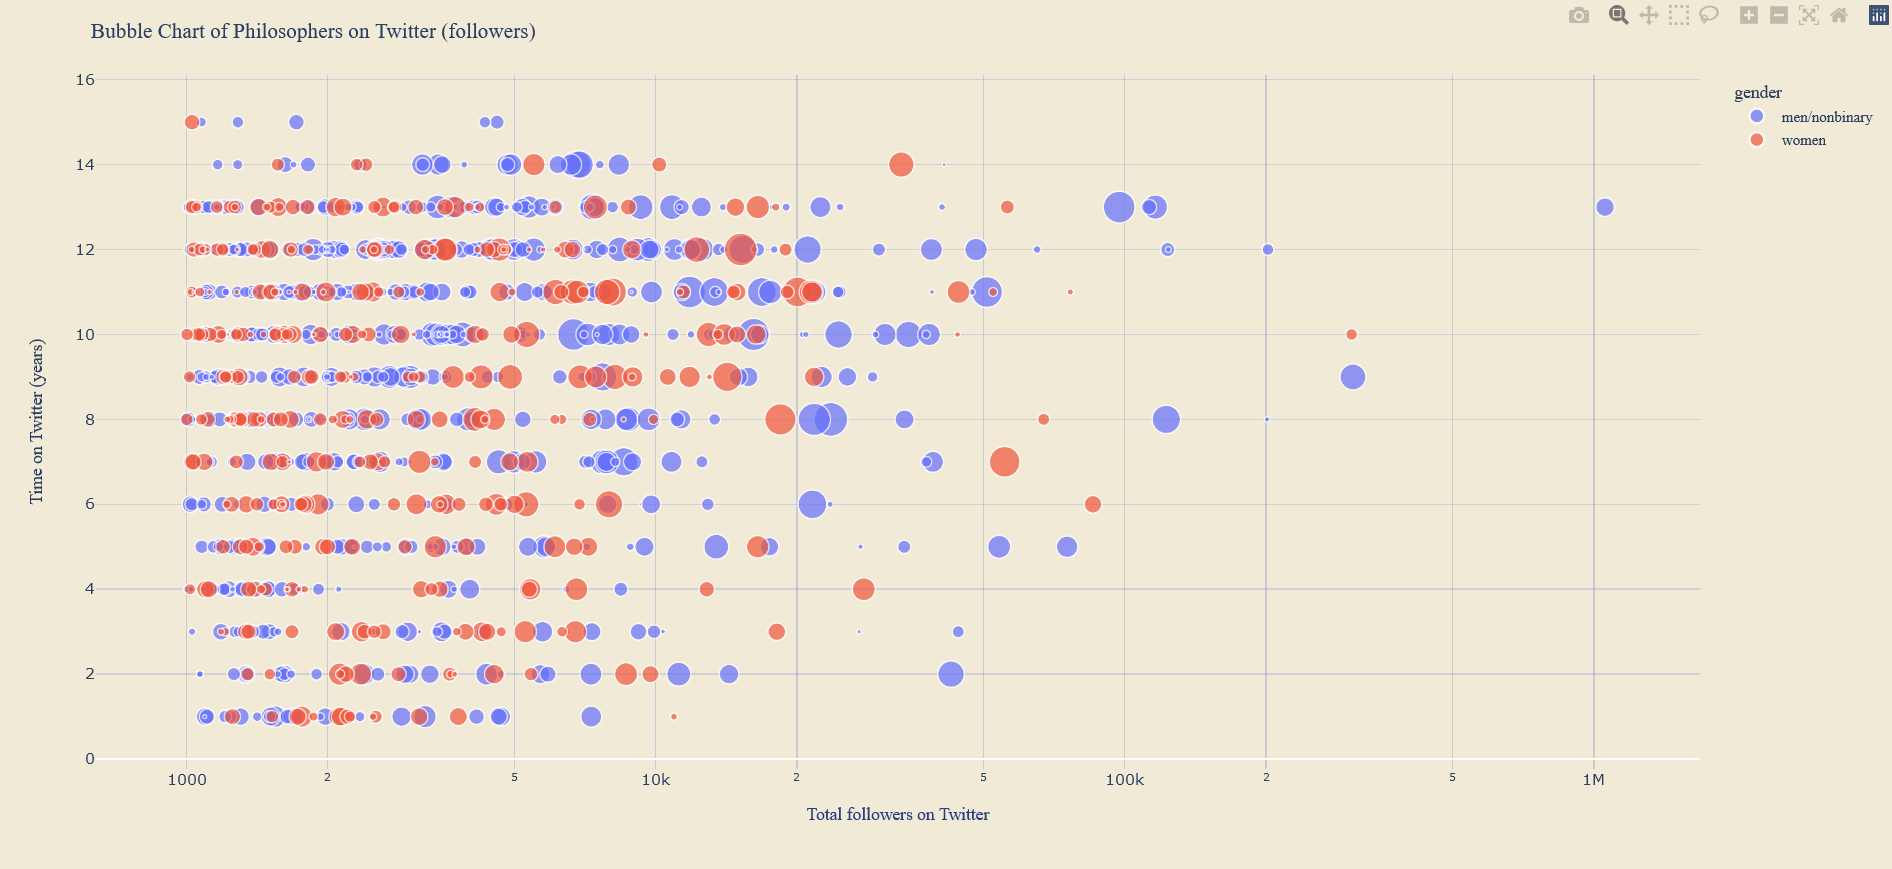 Bubble Chart of Philosophers on Twitter (followers)
gender
men/nonbinary
women
Time on Twitter (years)
16
14
12
10
8
6
4
2
0
1000 2 5 10k 2 5 100k 2 5 1M
Total followers on Twitter